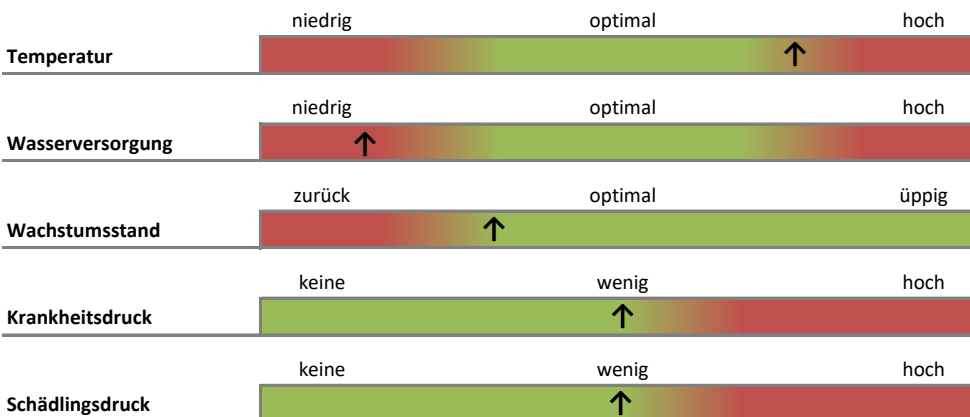 niedrig optimal hoch
Temperatur ↑
niedrig optimal hoch
Wasserversorgung ↑
zurück optimal üppig
Wachstumsstand ↑
keine wenig hoch
Krankheitsdruck ↑
keine wenig hoch
Schädlingsdruck ↑